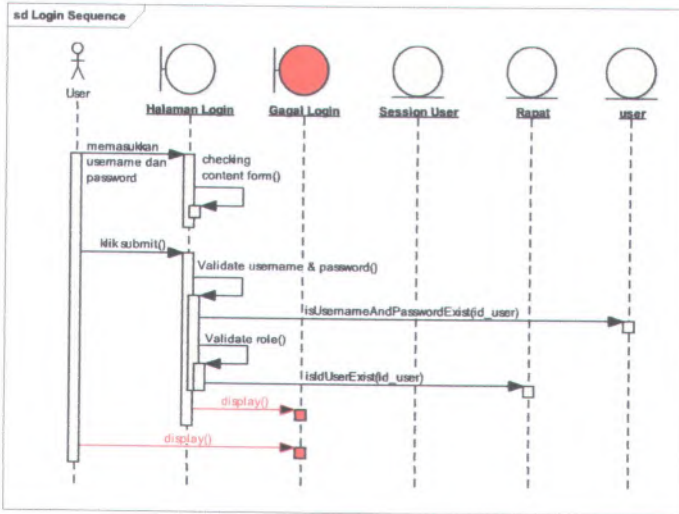 sd Login Sequence
User
Halaman Login
Gagal Login
Session User
Rapat
user
memasukkan
username dan
password
checking
content form()
klik submit()
Validate username & password()
isUsernameAndPasswordExist(id_user)
Validate role()
isIdUserExist(id_user)
display()
display()